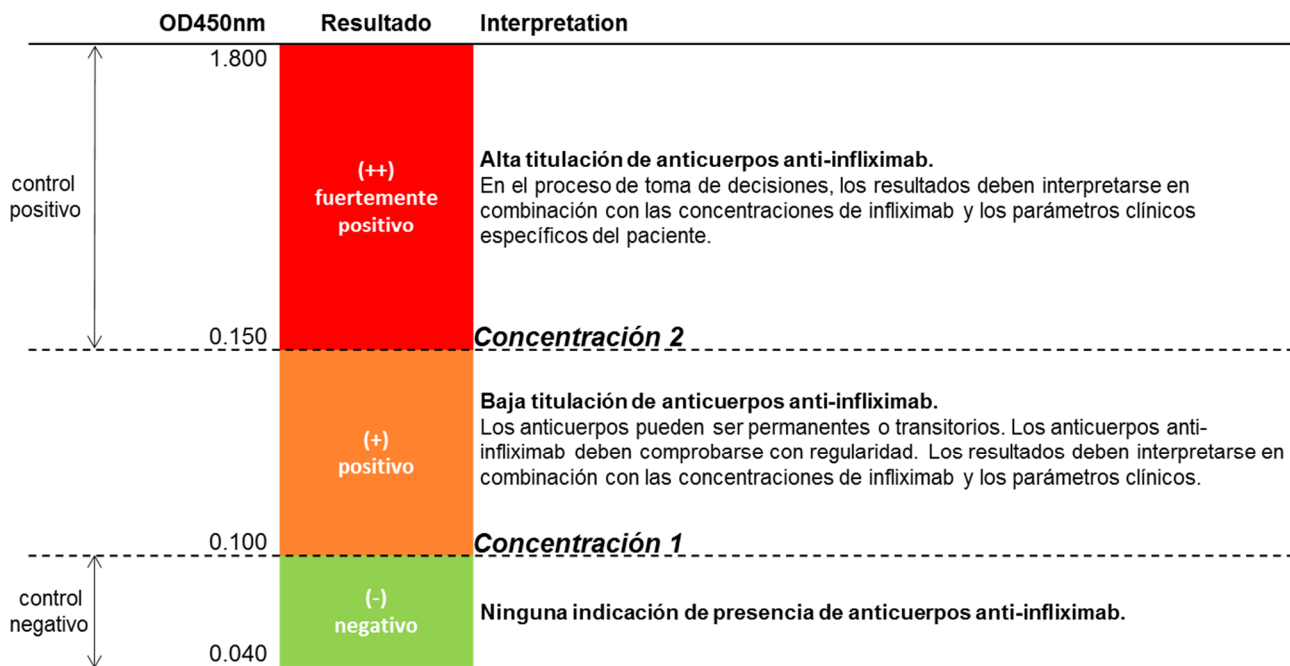 OD450nm Resultado Interpretation
1.800
control
positivo
(++)
fuertemente
positivo
Alta titulación de anticuerpos anti-infliximab.
En el proceso de toma de decisiones, los resultados deben interpretarse en
combinación con las concentraciones de infliximab y los parámetros clínicos
específicos del paciente.
0.150
Concentración 2
(+)
positivo
Baja titulación de anticuerpos anti-infliximab.
Los anticuerpos pueden ser permanentes o transitorios. Los anticuerpos anti-
infliximab deben comprobarse con regularidad. Los resultados deben interpretarse en
combinación con las concentraciones de infliximab y los parámetros clínicos.
0.100
Concentración 1
control
negativo
(-)
negativo
Ninguna indicación de presencia de anticuerpos anti-infliximab.
0.040